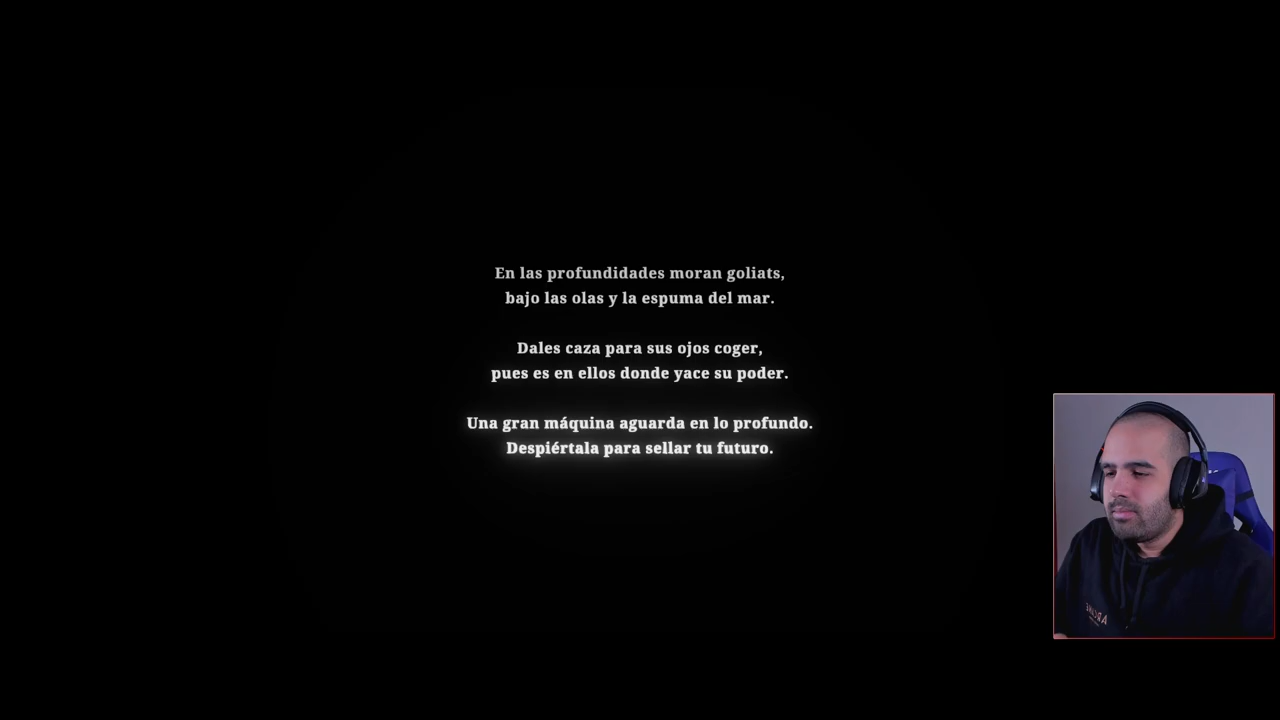 En las profundidades moran goliats,
bajo las olas y la espuma del mar.
Dales caza para sus ojos coger,
pues es en ellos donde yace su poder.
Una gran máquina aguarda en lo profundo.
Despiértala para sellar tu futuro.